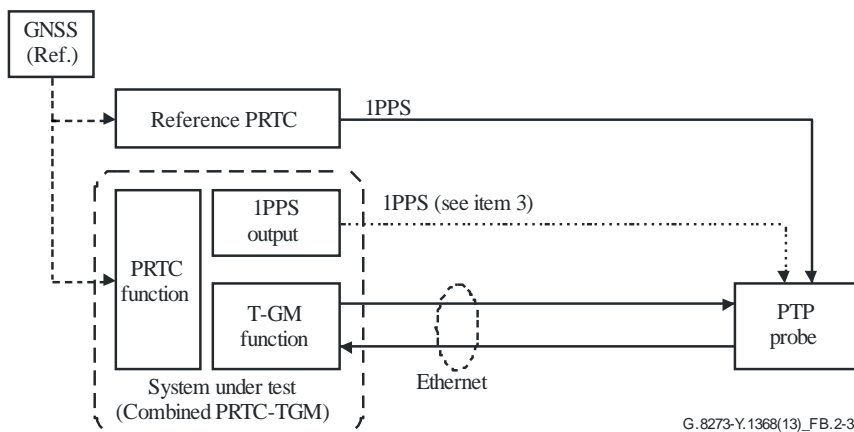 GNSS
(Ref.)
Reference PRTC
1PPS
1PPS
output
1PPS (see item 3)
PRTC
function
T-GM
function
PTP
probe
Ethernet
System under test
(Combined PRTC-TGM)
G.8273-Y.1368(13)_FB.2-3